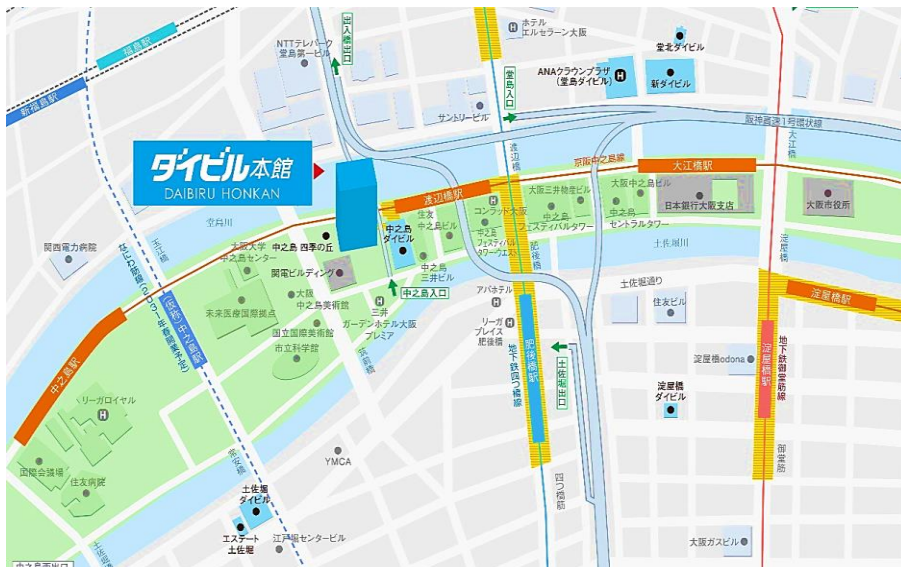 福島駅
新福島駅
NTTテレパーク
堂島第一ビル
出入橋出口
ホテル
エルセラーン大阪
堂北ダイビル
ANAクラウンプラザ
(堂島ダイビル)
新ダイビル
堂島入口
サントリービル
阪神高速1号環状線
ダイビル本館
DAIBIRU HONKAN
渡辺橋
京阪中之島線
大江橋駅
大江橋
渡辺橋駅
大阪三井物産ビル
大阪中之島ビル
日本銀行大阪支店
大阪市役所
堂島川
玉江橋
関西電力病院
なにわ筋線(2031年春開業予定)
大阪大学
中之島センター
中之島 四季の丘
中之島
ダイビル
住友
中之島ビル
コンラッド大阪
中之島
フェスティバル
タワーウエスト
中之島
フェスティバルタワー
中之島
セントラルタワー
肥後橋
土佐堀川
淀屋橋
関電ビルディング
中之島
三井ビル
中之島入口
大阪
中之島美術館
三井
ガーデンホテル大阪
プレミア
アパホテル
土佐堀通り
住友ビル
淀屋橋駅
未来医療国際拠点
国立国際美術館
市立科学館
筑前橋
(仮称)中之島駅
中之島駅
リーガ
プレイス
肥後橋
肥後橋駅
地下鉄四つ橋線
土佐堀出口
淀屋橋odona
淀屋橋駅
地下鉄御堂筋線
淀屋橋
ダイビル
リーガロイヤル
国際会議場
住友病院
常安橋
YMCA
四つ橋筋
御堂筋
土佐堀
ダイビル
エステート
土佐堀
江戸堀センタービル
大阪ガスビル